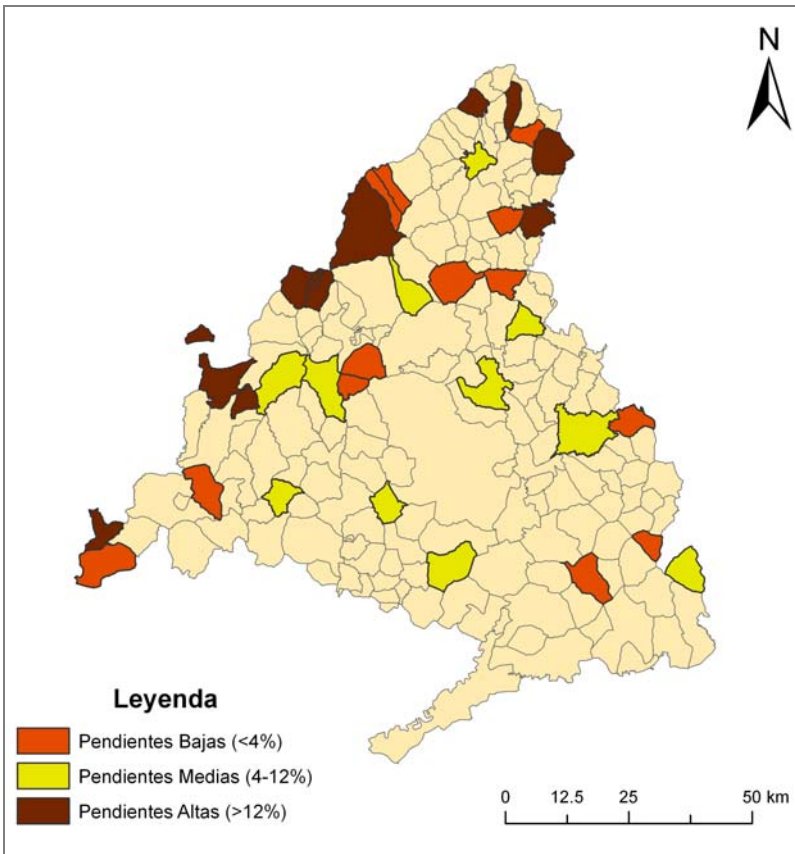 N
Leyenda
Pendientes Bajas (<4%)
Pendientes Medias (4-12%)
Pendientes Altas (>12%)
0 12.5 25 50 km